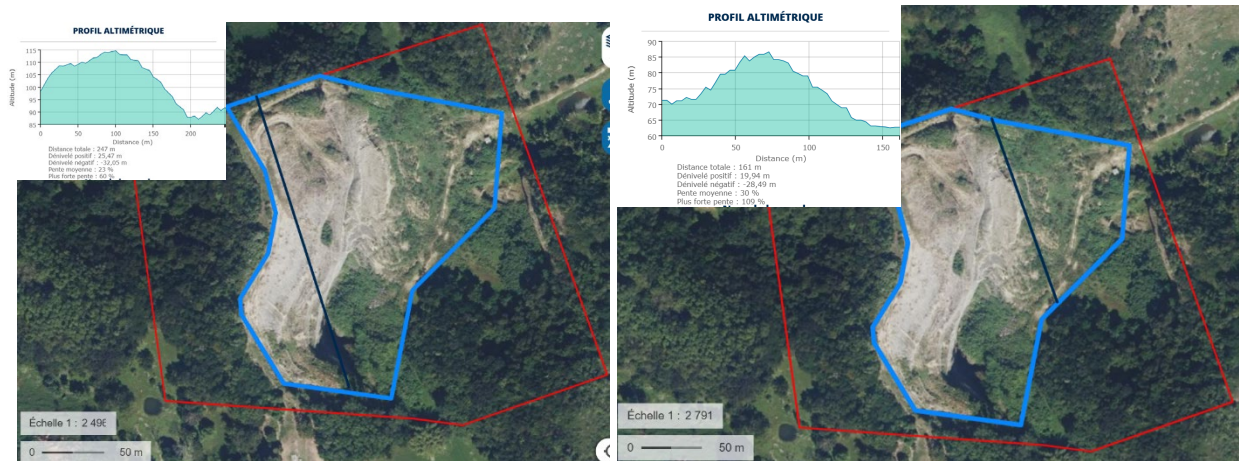 PROFIL ALTIMÉTRIQUE
115
110
105
100
95
90
85
Altitude (m)
0
50
100
150
200
Distance (m)
Distance totale : 247 m
Dénivelé positif : 25,47 m
Dénivelé négatif : -32,05 m
Pente moyenne : 23 %
Plus forte pente : 60 %
Échelle 1 : 2 496
0
50 m
PROFIL ALTIMÉTRIQUE
90
85
80
75
70
65
60
Altitude (m)
0
50
100
150
Distance (m)
Distance totale : 161 m
Dénivelé positif : 19,94 m
Dénivelé négatif : -28,49 m
Pente moyenne : 30 %
Plus forte pente : 109 %
Échelle 1 : 2 791
0
50 m